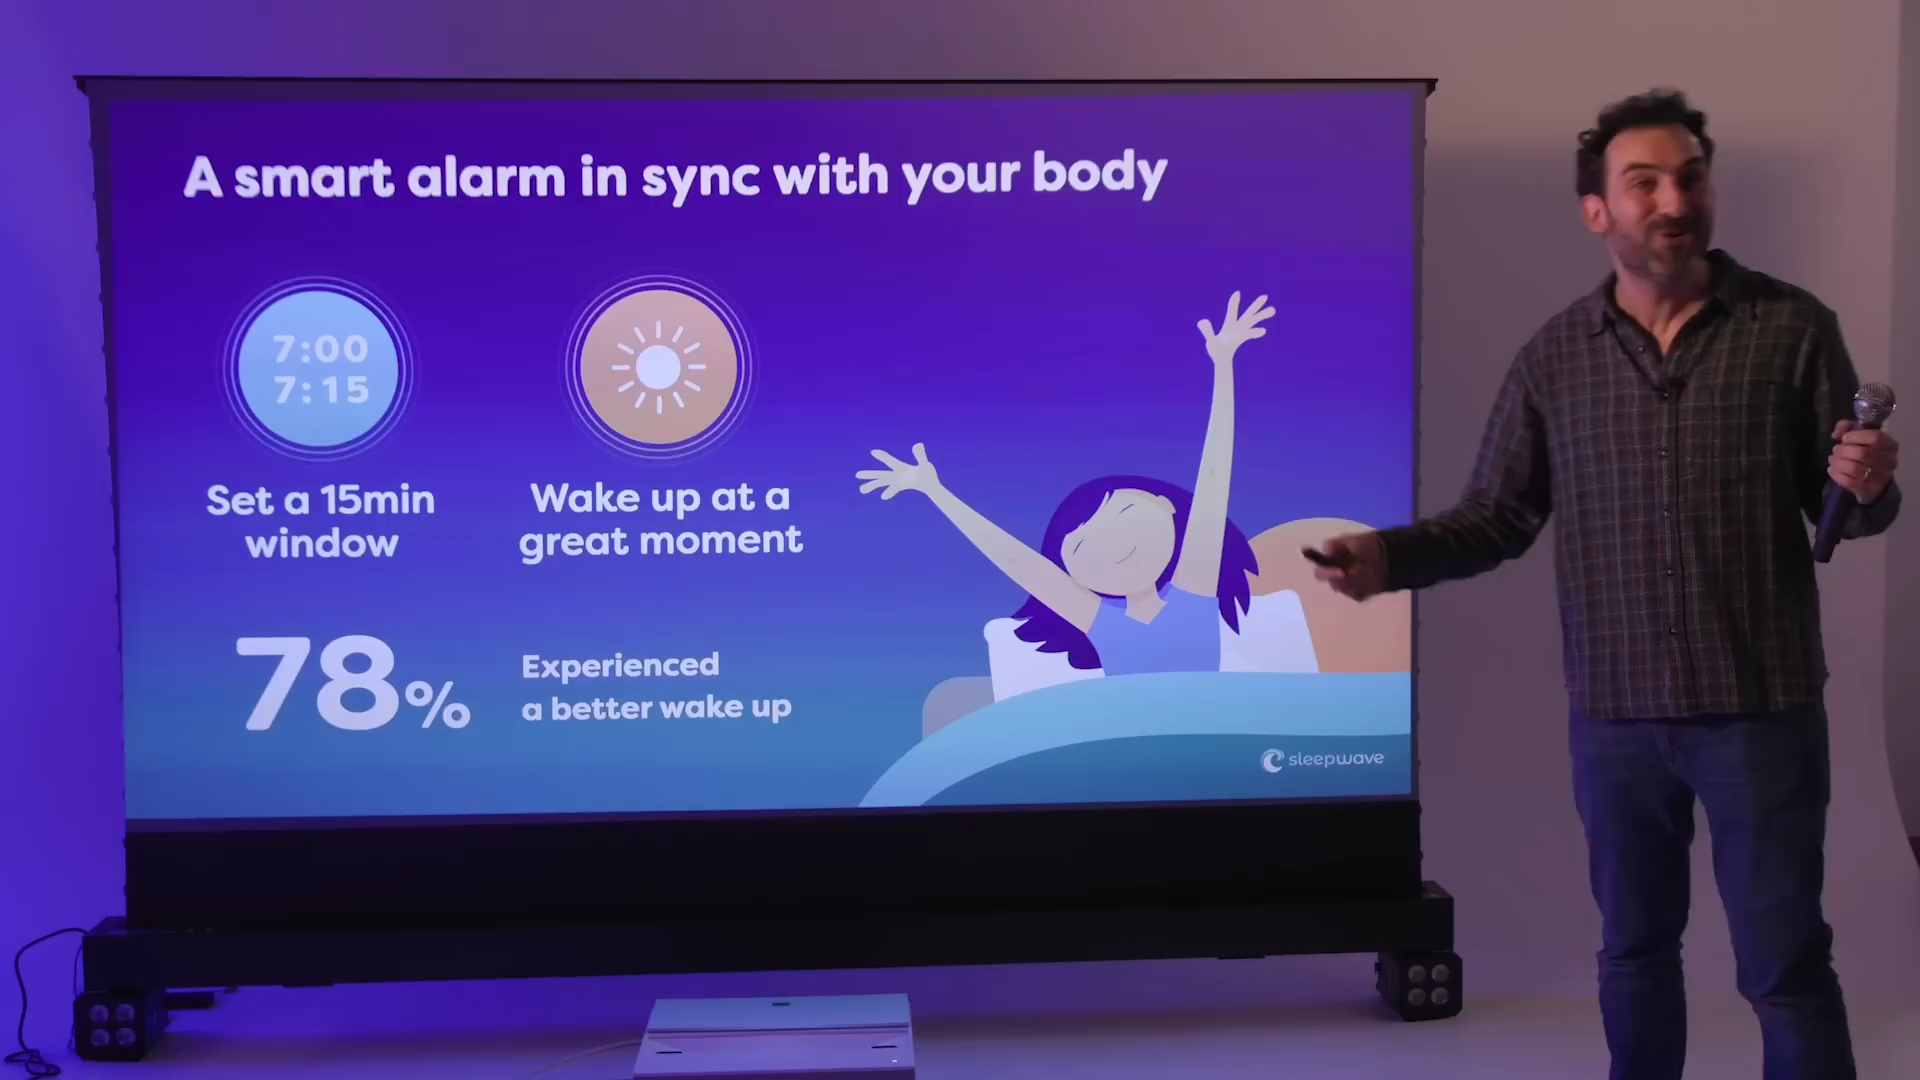 A smart alarm in sync with your body
7:00
7:15
Set a 15min
window
Wake up at a
great moment
78%
Experienced
a better wake up
sleepwave